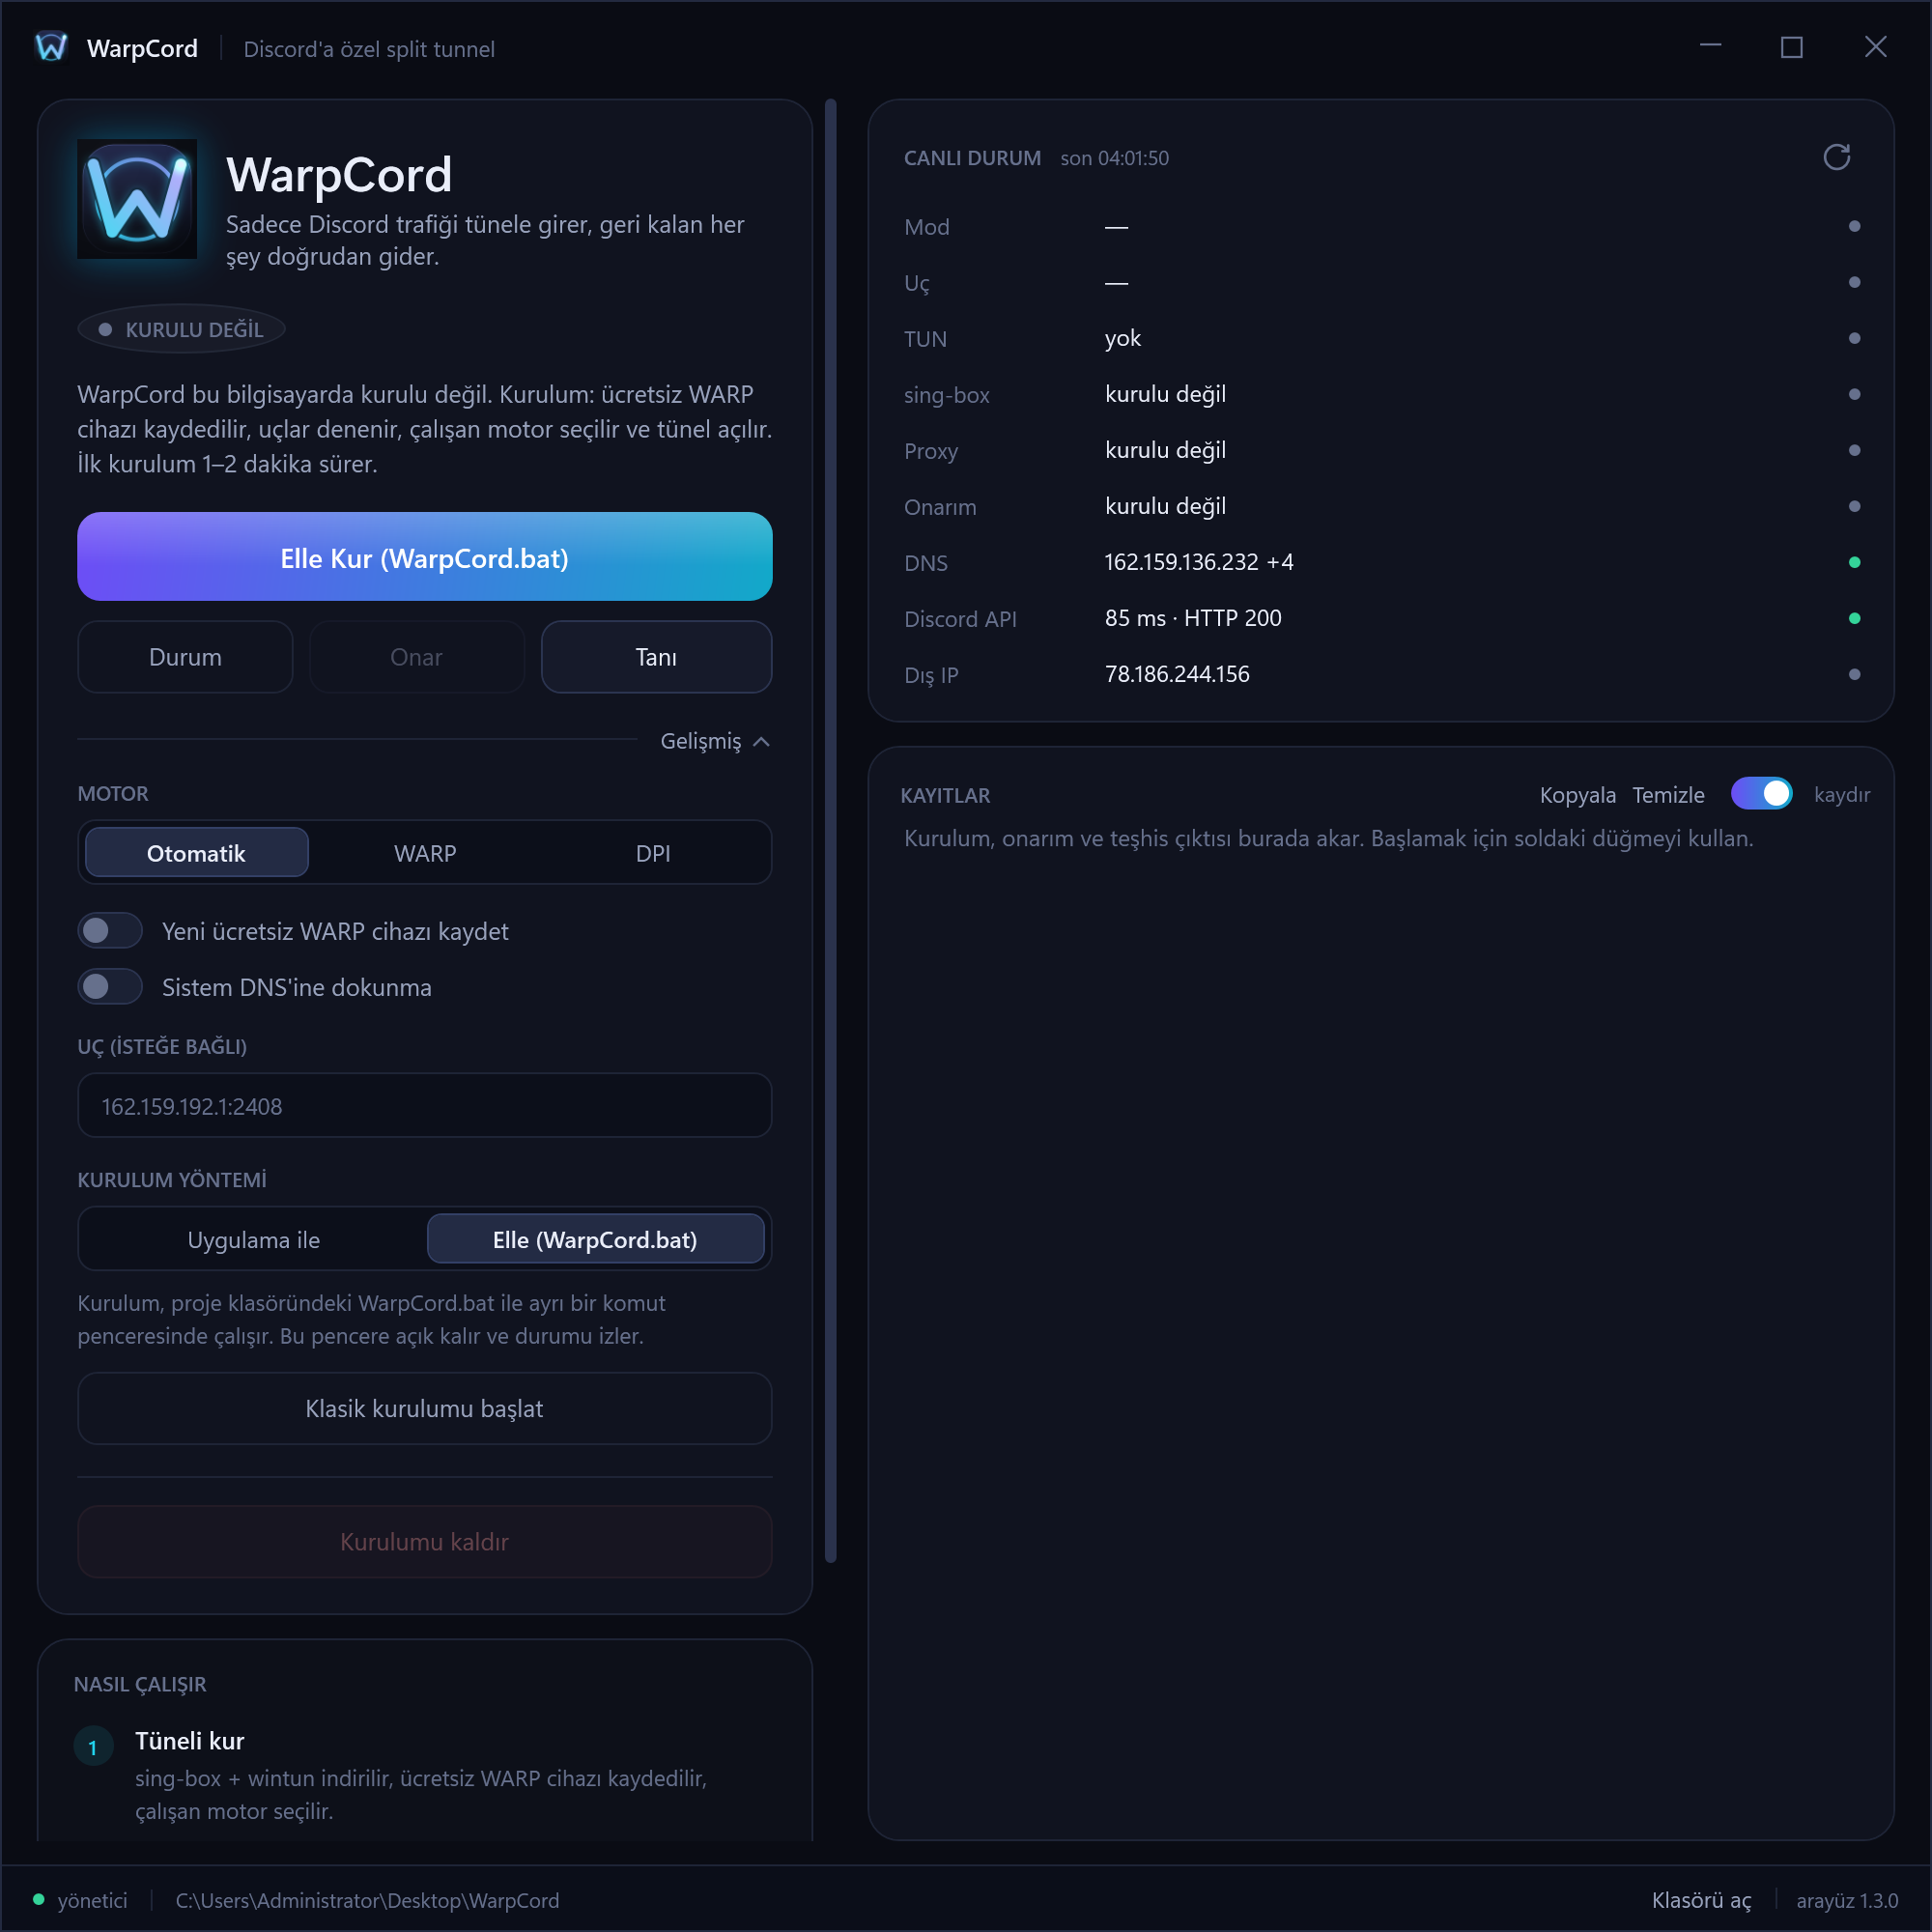 WarpCord
Discord'a özel split tunnel
WarpCord
Sadece Discord trafiği tünele girer, geri kalan her
şey doğrudan gider.
KURULU DEĞİL
WarpCord bu bilgisayarda kurulu değil. Kurulum: ücretsiz WARP
cihazı kaydedilir, uçlar denenir, çalışan motor seçilir ve tünel açılır.
İlk kurulum 1–2 dakika sürer.
Elle Kur (WarpCord.bat)
Durum
Onar
Tanı
Gelişmiş
MOTOR
Otomatik
WARP
DPI
Yeni ücretsiz WARP cihazı kaydet
Sistem DNS'ine dokunma
UÇ (İSTEĞE BAĞLI)
162.159.192.1:2408
KURULUM YÖNTEMİ
Uygulama ile
Elle (WarpCord.bat)
Kurulum, proje klasöründeki WarpCord.bat ile ayrı bir komut
penceresinde çalışır. Bu pencere açık kalır ve durumu izler.
Klasik kurulumu başlat
Kurulumu kaldır
NASIL ÇALIŞIR
1
Tüneli kur
sing-box + wintun indirilir, ücretsiz WARP cihazı kaydedilir,
çalışan motor seçilir.
CANLI DURUM son 04:01:50
Mod —
Uç —
TUN yok
sing-box kurulu değil
Proxy kurulu değil
Onarım kurulu değil
DNS 162.159.136.232 +4
Discord API 85 ms · HTTP 200
Dış IP 78.186.244.156
KAYITLAR
Kopyala
Temizle
kaydır
Kurulum, onarım ve teşhis çıktısı burada akar. Başlamak için soldaki düğmeyi kullan.
yönetici
C:\Users\Administrator\Desktop\WarpCord
Klasörü aç
arayüz 1.3.0